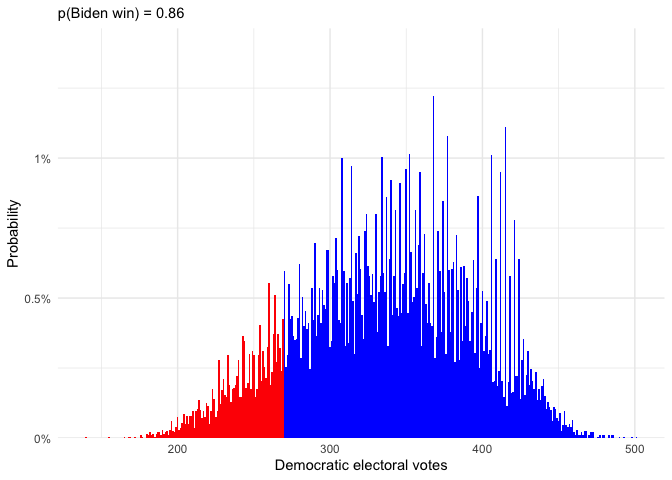 p(Biden win) = 0.86
Probability
1%
0.5%
0%
200
300
400
500
Democratic electoral votes